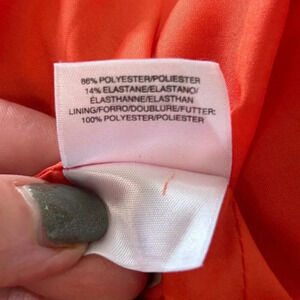 86% POLYESTER/POLIESTER
14% ELASTANE/ELASTANO/
ÉLASTHANNE/ELASTHAN
LINING/FORRO/DOUBLURE/FUTTER:
100% POLYESTER/POLIESTER